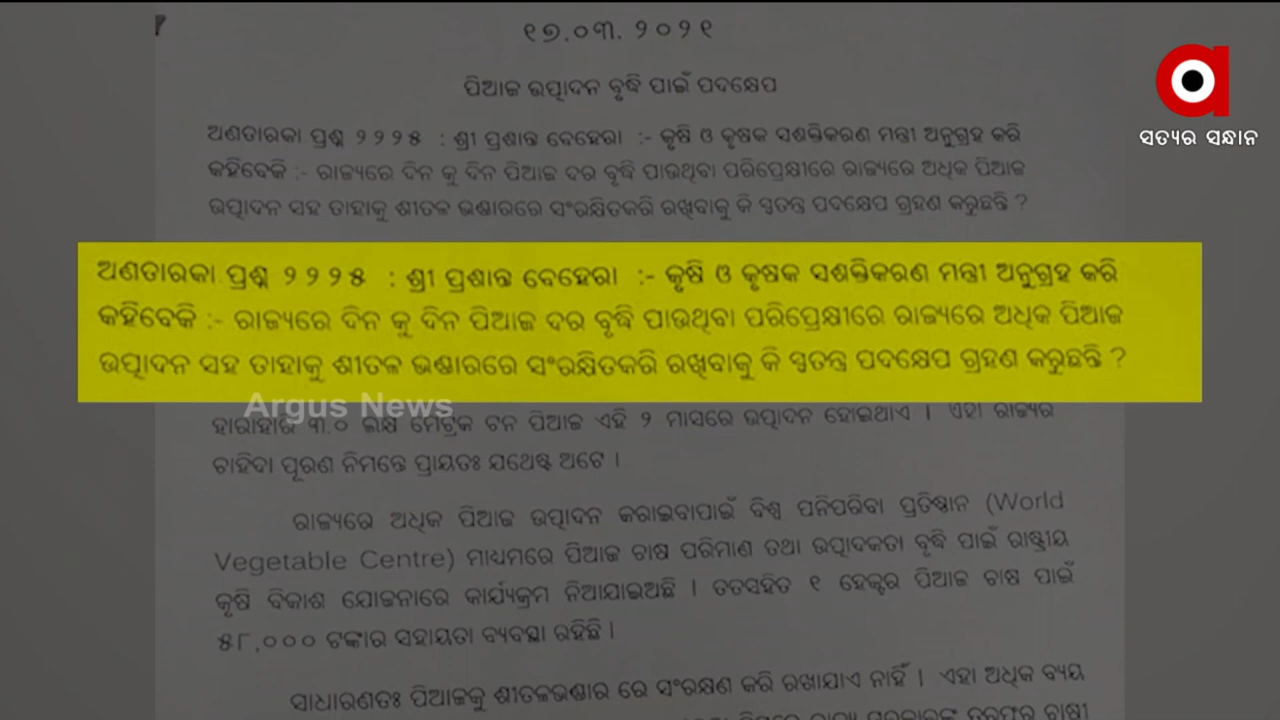 ୧୭.୦୩.୨୦୨୧
ସତ୍ୟର ସନ୍ଧାନ
ପିଆଜ ଉତ୍ପାଦନ ବୃଦ୍ଧି ପାଇଁ ପଦକ୍ଷେପ
ଅଣତାରକା ପ୍ରଶ୍ନ ୨୨୨୫ : ଶ୍ରୀ ପ୍ରଶାନ୍ତ ବେହେରା :- କୃଷି ଓ କୃଷକ ସଶକ୍ତିକରଣ ମନ୍ତ୍ରୀ ଅନୁଗ୍ରହ କରି
କହିବେକି :- ରାଜ୍ୟରେ ଦିନ କୁ ଦିନ ପିଆଜ ଦର ବୃଦ୍ଧି ପାଉଥିବା ପରିପ୍ରେକ୍ଷୀରେ ରାଜ୍ୟରେ ଅଧିକ ପିଆଜ
ଉତ୍ପାଦନ ସହ ତାହାକୁ ଶୀତଳ ଭଣ୍ଡାରରେ ସଂରକ୍ଷିତକରି ରଖିବାକୁ କି ସ୍ଵତନ୍ତ୍ର ପଦକ୍ଷେପ ଗ୍ରହଣ କରୁଛନ୍ତି ?
ଅଣତାରକା ପ୍ରଶ୍ନ ୨୨୨୫ : ଶ୍ରୀ ପ୍ରଶାନ୍ତ ବେହେରା :- କୃଷି ଓ କୃଷକ ସଶକ୍ତିକରଣ ମନ୍ତ୍ରୀ ଅନୁଗ୍ରହ କରି
କହିବେକି :- ରାଜ୍ୟରେ ଦିନ କୁ ଦିନ ପିଆଜ ଦର ବୃଦ୍ଧି ପାଉଥିବା ପରିପ୍ରେକ୍ଷୀରେ ରାଜ୍ୟରେ ଅଧିକ ପିଆଜ
ଉତ୍ପାଦନ ସହ ତାହାକୁ ଶୀତଳ ଭଣ୍ଡାରରେ ସଂରକ୍ଷିତକରି ରଖିବାକୁ କି ସ୍ଵତନ୍ତ୍ର ପଦକ୍ଷେପ ଗ୍ରହଣ କରୁଛନ୍ତି ?
Argus News
ହାରାହାରି ୩.୦ ଲକ୍ଷ ମେଟ୍ରିକ ଟନ ପିଆଜ ଏହି ୨ ମାସରେ ଉତ୍ପାଦନ ହୋଇଥାଏ । ଏହା ରାଜ୍ୟର
ଚାହିଦା ପୂରଣ ନିମନ୍ତେ ପ୍ରାୟତଃ ଯଥେଷ୍ଟ ଅଟେ ।
ରାଜ୍ୟରେ ଅଧିକ ପିଆଜ ଉତ୍ପାଦନ କରାଇବାପାଇଁ ବିଶ୍ଵ ପନିପରିବା ପ୍ରତିଷ୍ଠାନ (World
Vegetable Centre) ମାଧ୍ୟମରେ ପିଆଜ ଚାଷ ପରିମାଣ ତଥା ଉତ୍ପାଦକତା ବୃଦ୍ଧି ପାଇଁ ରାଷ୍ଟ୍ରୀୟ
କୃଷି ବିକାଶ ଯୋଜନାରେ କାର୍ଯ୍ୟକ୍ରମ ନିଆଯାଇଅଛି । ତତସହିତ ୧ ହେକ୍ଟର ପିଆଜ ଚାଷ ପାଇଁ
୫୮,୦୦୦ ଟଙ୍କାର ସହାୟତା ବ୍ୟବସ୍ଥା ରହିଛି ।
ସାଧାରଣତଃ ପିଆଜକୁ ଶୀତଳଭଣ୍ଡାର ରେ ସଂରକ୍ଷଣ କରି ରଖାଯାଏ ନାହିଁ । ଏହା ଅଧିକ ବ୍ୟୟ